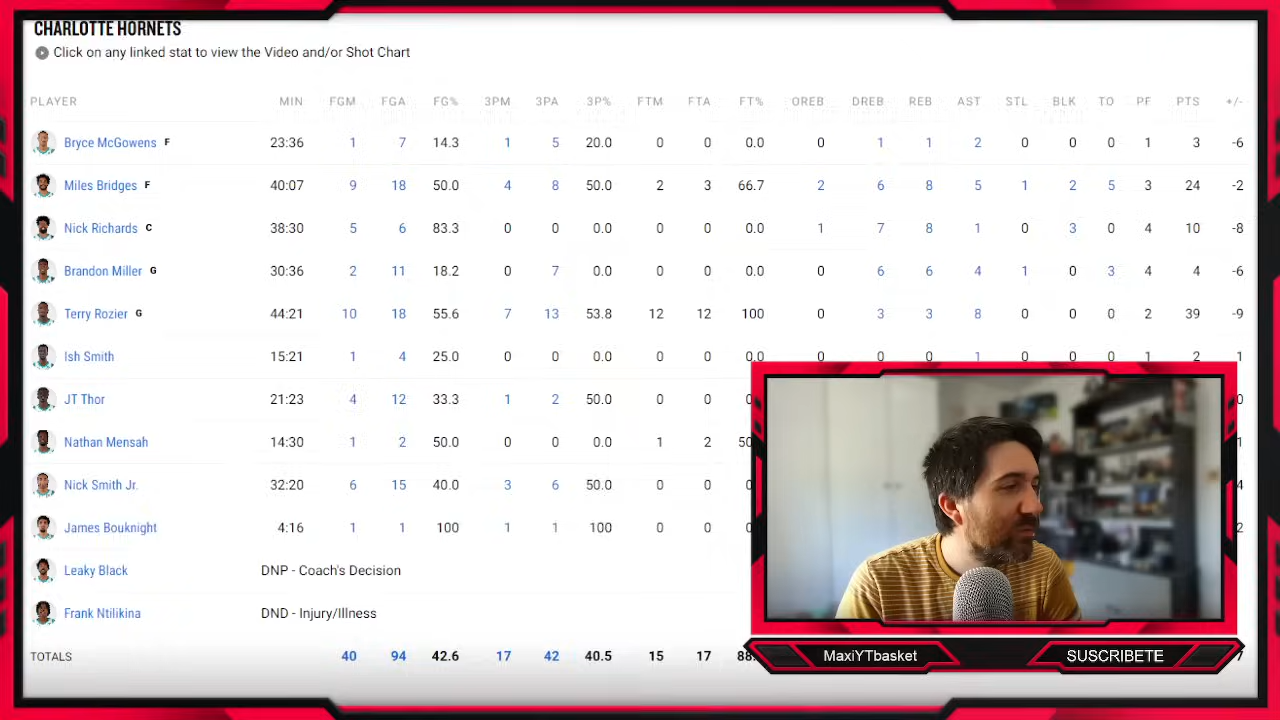 CHARLOTTE HORNETS
Click on any linked stat to view the Video and/or Shot Chart
PLAYER MIN FGM FGA FG% 3PM 3PA 3P% FTM FTA FT% OREB DREB REB AST STL BLK TO PF PTS +/-
Bryce McGowens F 23:36 1 7 14.3 1 5 20.0 0 0 0.0 0 1 1 2 0 0 0 1 3 -6
Miles Bridges F 40:07 9 18 50.0 4 8 50.0 2 3 66.7 2 6 8 5 1 2 5 3 24 -2
Nick Richards C 38:30 5 6 83.3 0 0 0.0 0 0 0.0 1 7 8 1 0 3 0 4 10 -8
Brandon Miller G 30:36 2 11 18.2 0 7 0.0 0 0 0.0 0 6 6 4 1 0 3 4 4 -6
Terry Rozier G 44:21 10 18 55.6 7 13 53.8 12 12 100 0 3 3 8 0 0 0 2 39 -9
Ish Smith 15:21 1 4 25.0 0 0 0.0 0 0 0.0 0 0 0 1 0 0 0 1 2 1
JT Thor 21:23 4 12 33.3 1 2 50.0 0 0
Nathan Mensah 14:30 1 2 50.0 0 0 0.0 1 2
Nick Smith Jr. 32:20 6 15 40.0 3 6 50.0 0 0
James Bouknight 4:16 1 1 100 1 1 100 0 0
Leaky Black DNP - Coach's Decision
Frank Ntilikina DND - Injury/Illness
TOTALS 40 94 42.6 17 42 40.5 15 17
MaxiYTbasket SUSCRIBETE